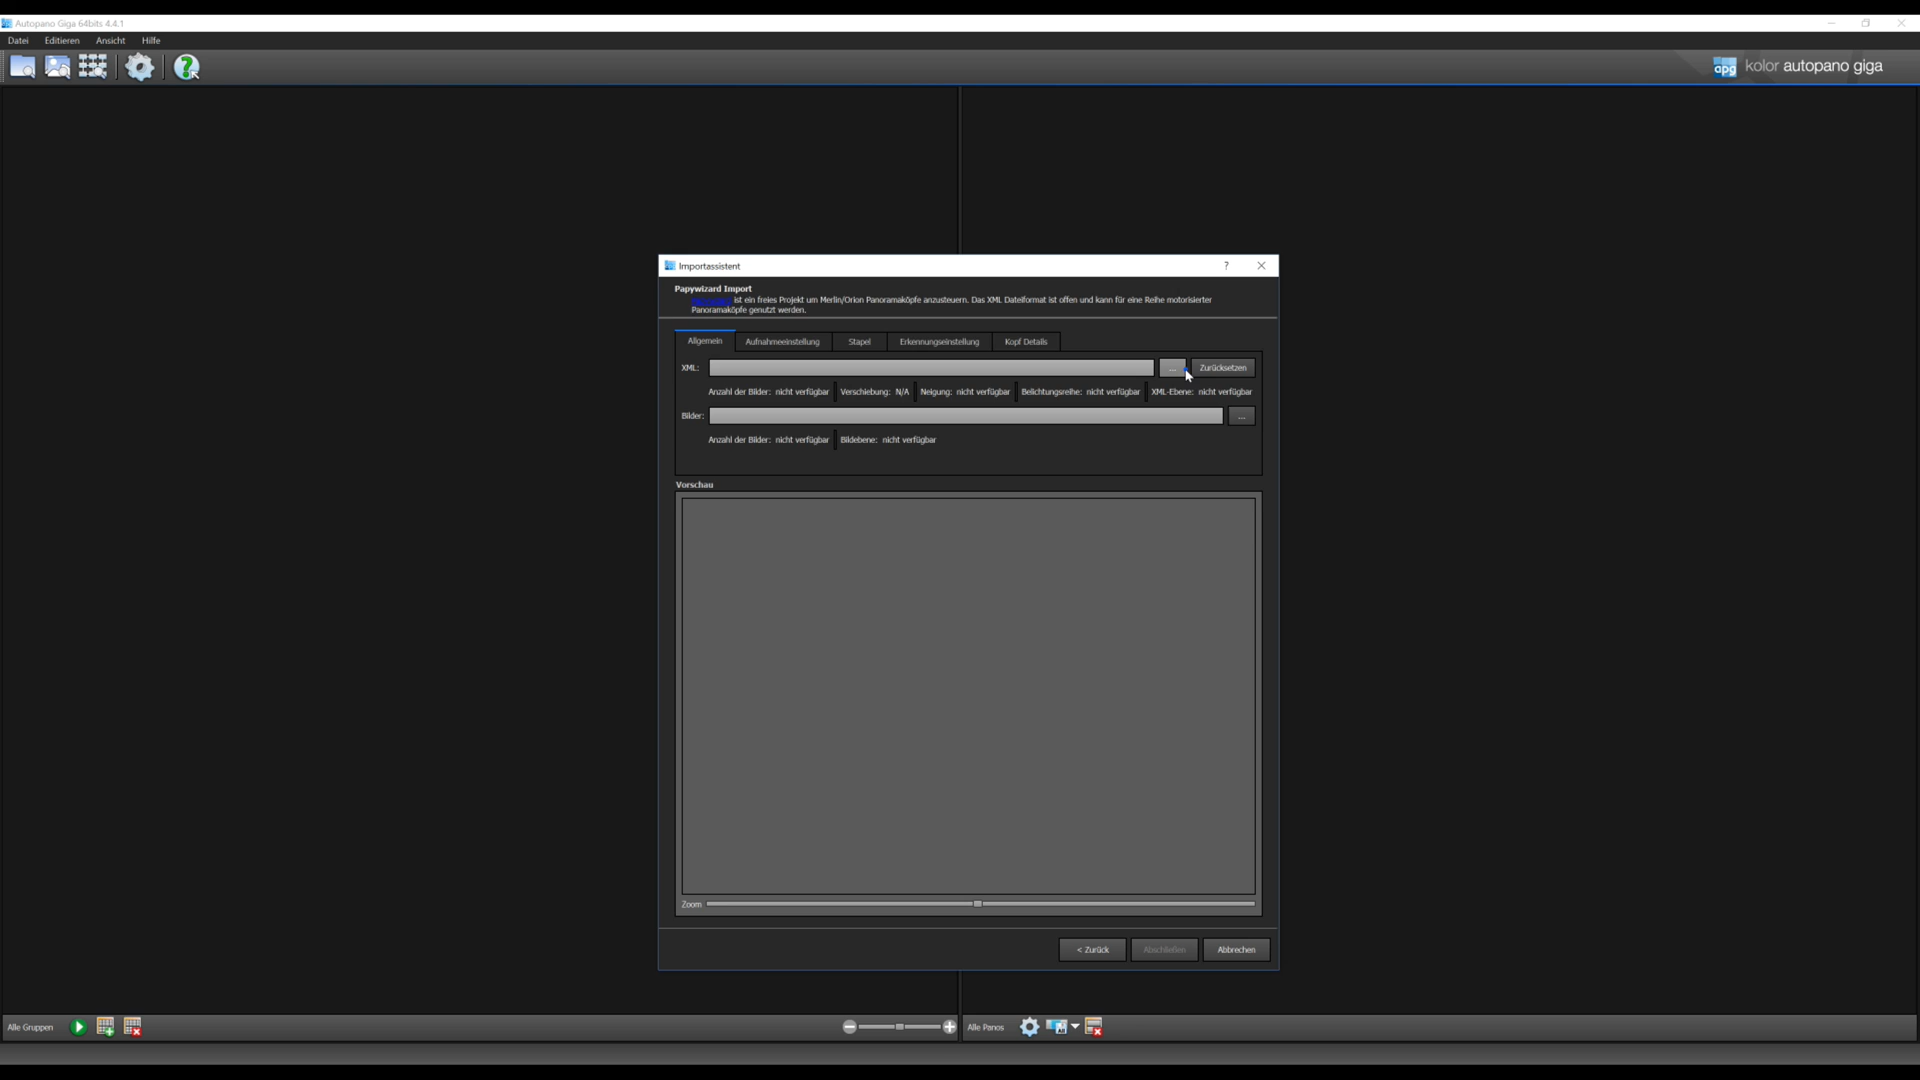 Autopano Giga 64bits 4.4.1
Datei Editieren Ansicht Hilfe
apg kolor autopano giga
Importassistent
Papywizard Import
ist ein freies Projekt um Merlin/Orion Panoramaköpfe anzusteuern. Das XML Dateiformat ist offen und kann für eine Reihe motorisierter
Panoramaköpfe genutzt werden.
Allgemein Aufnahmeeinstellung Stapel Erkennungseinstellung Kopf Details
XML: ... Zurücksetzen
Anzahl der Bilder: nicht verfügbar Verschiebung: N/A Neigung: nicht verfügbar Belichtungsreihe: nicht verfügbar XML-Ebene: nicht verfügbar
Bilder: ...
Anzahl der Bilder: nicht verfügbar Bildebene: nicht verfügbar
Vorschau
Zoom
< Zurück Abschließen Abbrechen
Alle Gruppen Alle Panos